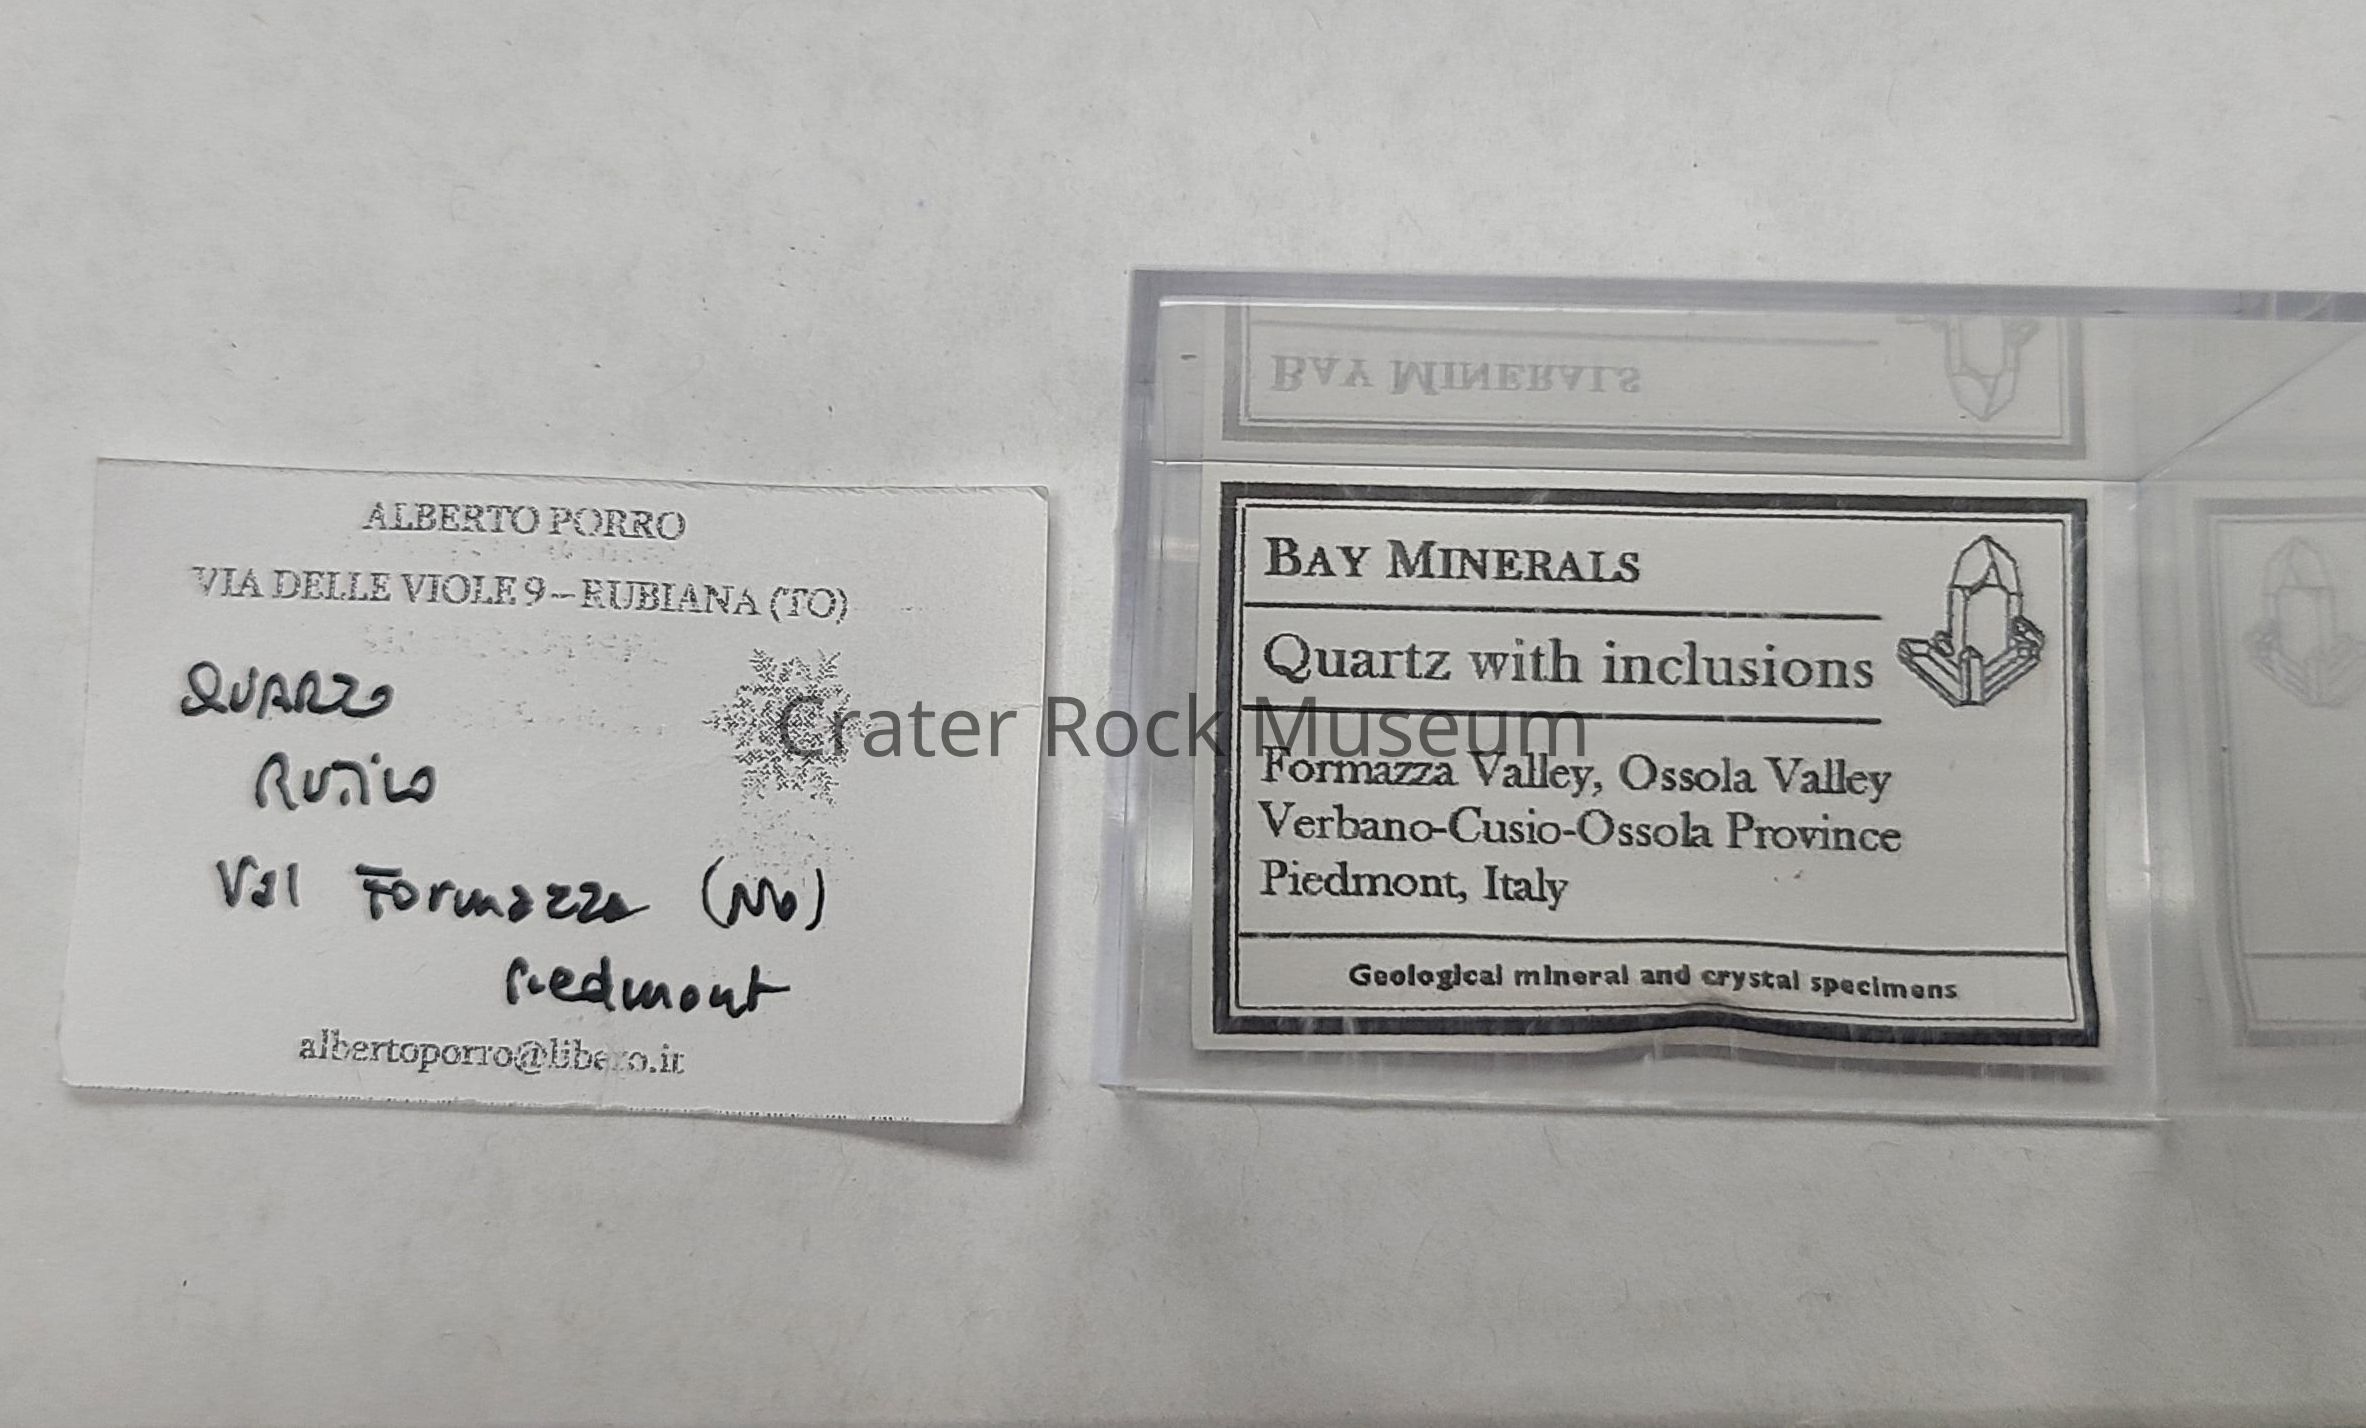 ALBERTO PORRO
VIA DELLE VIOLE 9 – RUBIANA (TO)
QUARZO
RUTILO
Val Formazza (No)
Piedmont
albertoporro@libero.it
BAY MINERALS
BAY MINERALS
Quartz with inclusions
Formazza Valley, Ossola Valley
Verbano-Cusio-Ossola Province
Piedmont, Italy
Geological mineral and crystal specimens
Crater Rock Museum